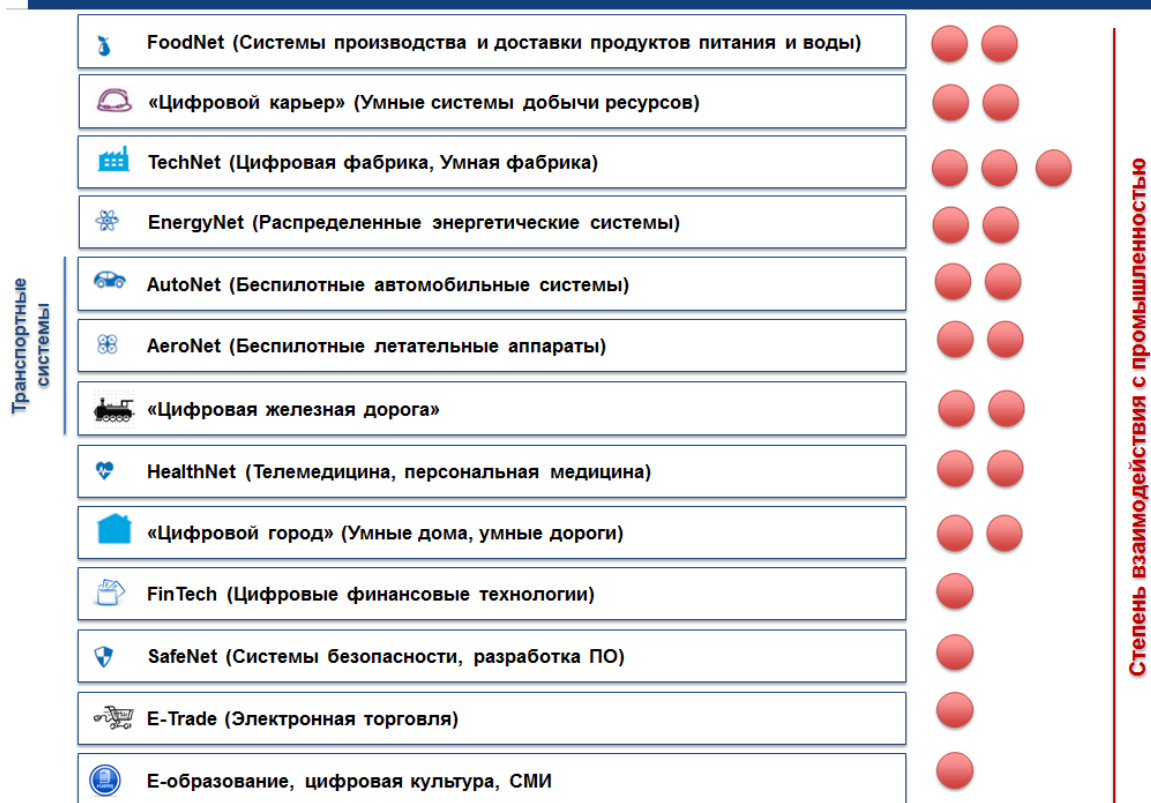 FoodNet (Системы производства и доставки продуктов питания и воды)
«Цифровой карьер» (Умные системы добычи ресурсов)
TechNet (Цифровая фабрика, Умная фабрика)
EnergyNet (Распределенные энергетические системы)
Транспортные
системы
AutoNet (Беспилотные автомобильные системы)
AeroNet (Беспилотные летательные аппараты)
«Цифровая железная дорога»
HealthNet (Телемедицина, персональная медицина)
«Цифровой город» (Умные дома, умные дороги)
FinTech (Цифровые финансовые технологии)
SafeNet (Системы безопасности, разработка ПО)
E-Trade (Электронная торговля)
Е-образование, цифровая культура, СМИ
Степень взаимодействия с промышленностью